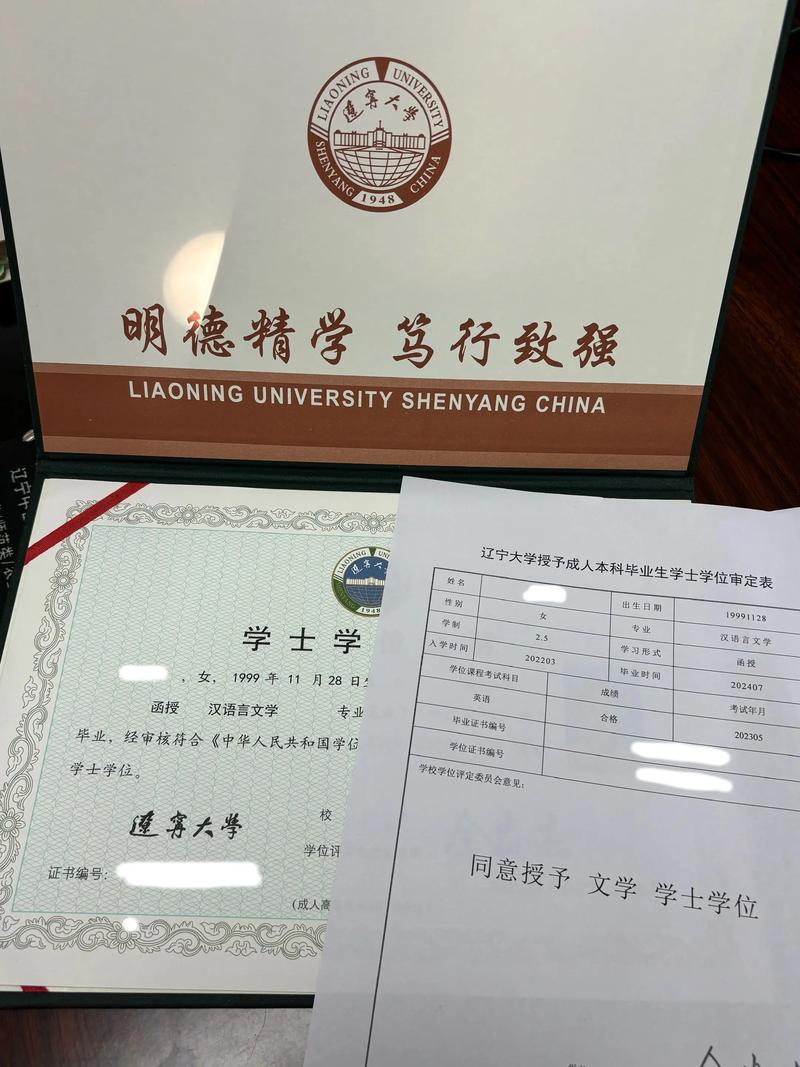 LIAONING UNIVERSITY
遼寧大学
SHENYANG 1948 CHINA
明德精学 笃行致强
LIAONING UNIVERSITY SHENYANG CHINA
LIAONING UNIVERSITY
遼寧大
1948
学士学
，女，1999 年 11 月 28 日
函授 汉语言文学 专业
毕业，经审核符合《中华人民共和国学位
学士学位。
遼寧大学
校
学位评
证书编号：
（成人高
辽宁大学授予成人本科毕业生学士学位审定表
姓名 出生日期 19991128
性别 女 专业 汉语言文学
学制 2.5 学习形式 函授
入学时间 202203 毕业时间 202407
学位课程考试科目 成绩 考试年月
英语 合格 202305
毕业证书编号
学位证书编号
学校学位评定委员会意见：
同意授予 文学 学士学位